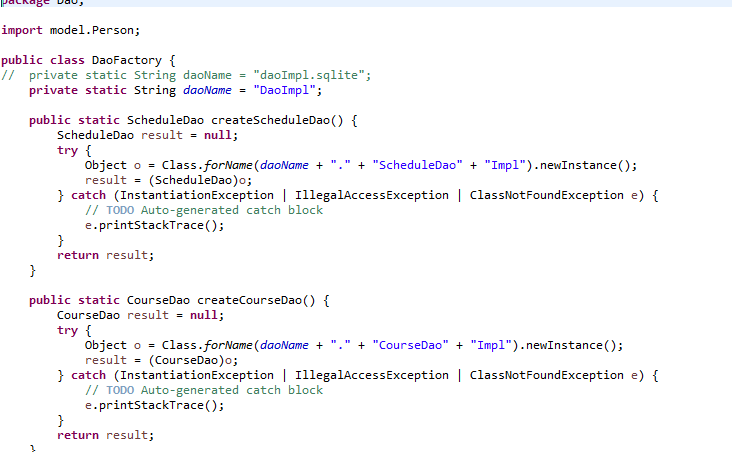 package Dao;
import model.Person;
public class DaoFactory {
//  private static String daoName = "daoImpl.sqlite";
    private static String daoName = "DaoImpl";
    public static ScheduleDao createScheduleDao() {
        ScheduleDao result = null;
        try {
            Object o = Class.forName(daoName + "." + "ScheduleDao" + "Impl").newInstance();
            result = (ScheduleDao)o;
        } catch (InstantiationException | IllegalAccessException | ClassNotFoundException e) {
            // TODO Auto-generated catch block
            e.printStackTrace();
        }
        return result;
    }
    public static CourseDao createCourseDao() {
        CourseDao result = null;
        try {
            Object o = Class.forName(daoName + "." + "CourseDao" + "Impl").newInstance();
            result = (CourseDao)o;
        } catch (InstantiationException | IllegalAccessException | ClassNotFoundException e) {
            // TODO Auto-generated catch block
            e.printStackTrace();
        }
        return result;
    }